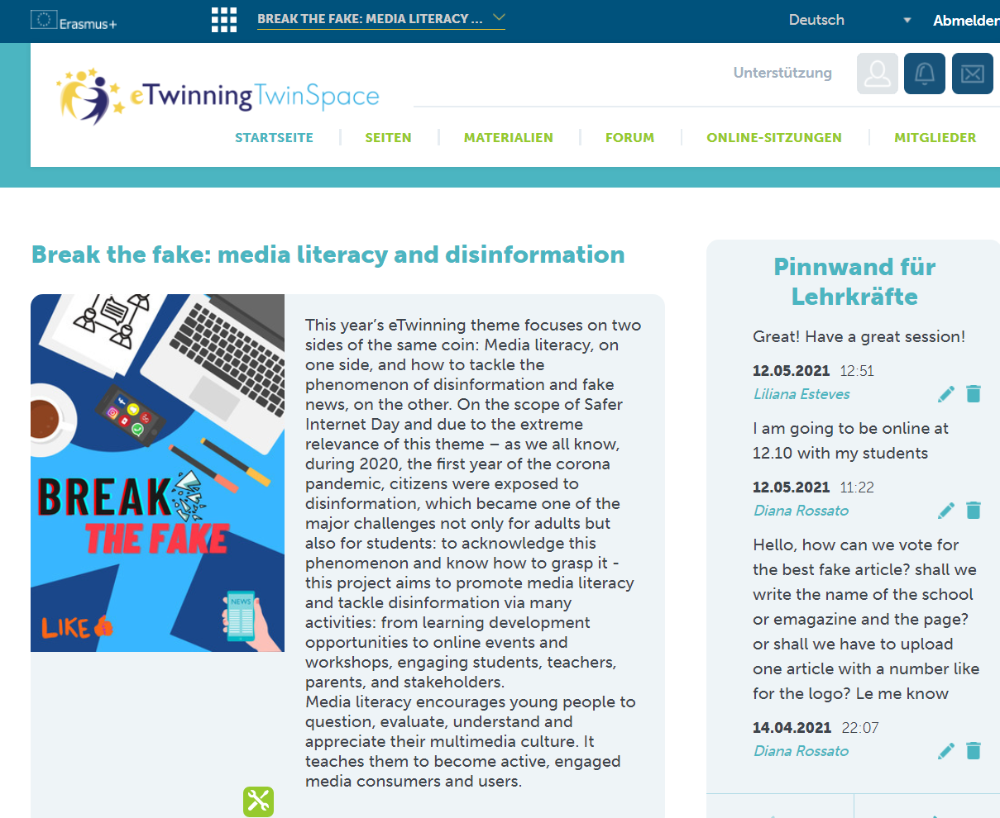 Erasmus+
BREAK THE FAKE: MEDIA LITERACY ...
Deutsch
Abmelden
eTwinningTwinSpace
Unterstützung
STARTSEITE
SEITEN
MATERIALIEN
FORUM
ONLINE-SITZUNGEN
MITGLIEDER
Break the fake: media literacy and disinformation
BREAK
THE FAKE
NEWS
LIKE
This year’s eTwinning theme focuses on two
sides of the same coin: Media literacy, on
one side, and how to tackle the
phenomenon of disinformation and fake
news, on the other. On the scope of Safer
Internet Day and due to the extreme
relevance of this theme – as we all know,
during 2020, the first year of the corona
pandemic, citizens were exposed to
disinformation, which became one of the
major challenges not only for adults but
also for students: to acknowledge this
phenomenon and know how to grasp it -
this project aims to promote media literacy
and tackle disinformation via many
activities: from learning development
opportunities to online events and
workshops, engaging students, teachers,
parents, and stakeholders.
Media literacy encourages young people to
question, evaluate, understand and
appreciate their multimedia culture. It
teaches them to become active, engaged
media consumers and users.
Pinnwand für
Lehrkräfte
Great! Have a great session!
12.05.2021 12:51
Liliana Esteves
I am going to be online at
12.10 with my students
12.05.2021 11:22
Diana Rossato
Hello, how can we vote for
the best fake article? shall we
write the name of the school
or emagazine and the page?
or shall we have to upload
one article with a number like
for the logo? Le me know
14.04.2021 22:07
Diana Rossato